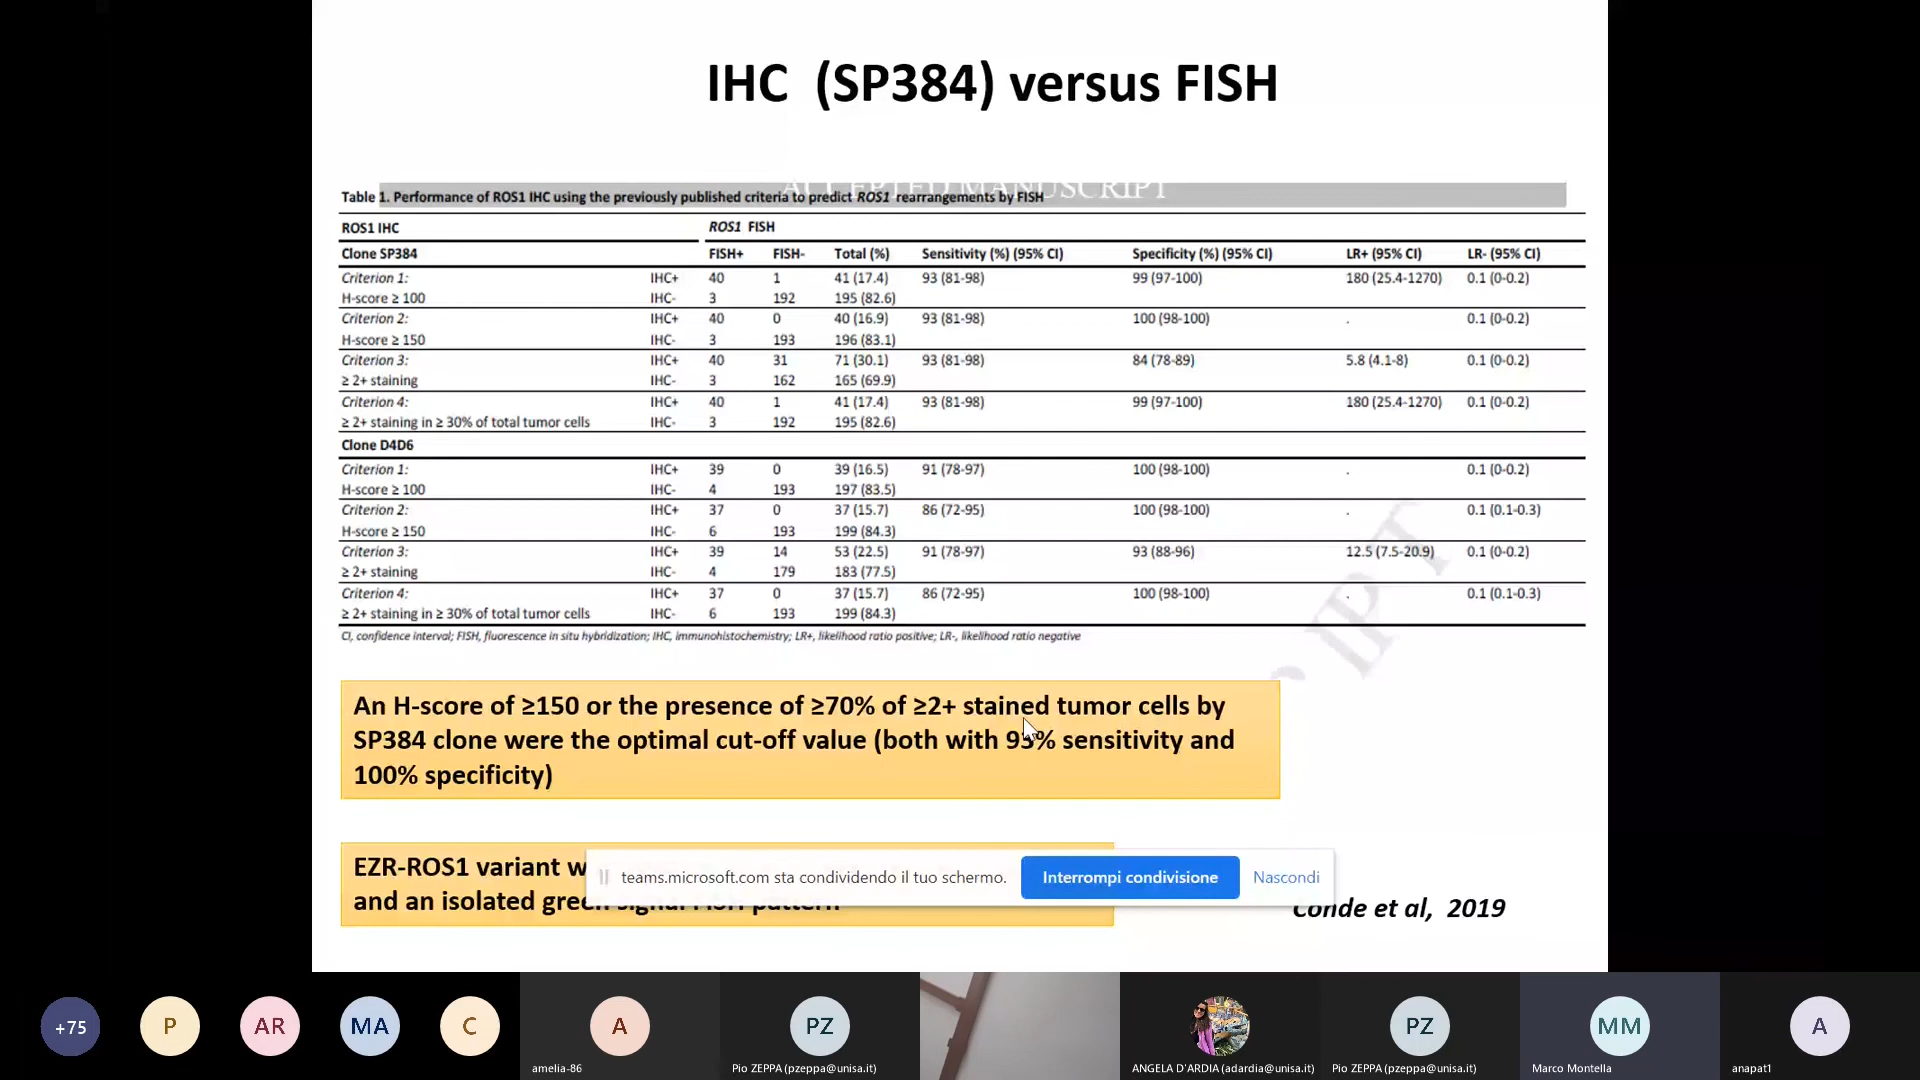 IHC (SP384) versus FISH
ACCEPTED MANUSCRIPT
Table 1. Performance of ROS1 IHC using the previously published criteria to predict ROS1 rearrangements by FISH
ROS1 IHC ROS1 FISH
Clone SP384 FISH+ FISH- Total (%) Sensitivity (%) (95% CI) Specificity (%) (95% CI) LR+ (95% CI) LR- (95% CI)
Criterion 1: IHC+ 40 1 41 (17.4) 93 (81-98) 99 (97-100) 180 (25.4-1270) 0.1 (0-0.2)
H-score ≥ 100 IHC- 3 192 195 (82.6)
Criterion 2: IHC+ 40 0 40 (16.9) 93 (81-98) 100 (98-100) . 0.1 (0-0.2)
H-score ≥ 150 IHC- 3 193 196 (83.1)
Criterion 3: IHC+ 40 31 71 (30.1) 93 (81-98) 84 (78-89) 5.8 (4.1-8) 0.1 (0-0.2)
≥ 2+ staining IHC- 3 162 165 (69.9)
Criterion 4: IHC+ 40 1 41 (17.4) 93 (81-98) 99 (97-100) 180 (25.4-1270) 0.1 (0-0.2)
≥ 2+ staining in ≥ 30% of total tumor cells IHC- 3 192 195 (82.6)
Clone D4D6
Criterion 1: IHC+ 39 0 39 (16.5) 91 (78-97) 100 (98-100) . 0.1 (0-0.2)
H-score ≥ 100 IHC- 4 193 197 (83.5)
Criterion 2: IHC+ 37 0 37 (15.7) 86 (72-95) 100 (98-100) . 0.1 (0.1-0.3)
H-score ≥ 150 IHC- 6 193 199 (84.3)
Criterion 3: IHC+ 39 14 53 (22.5) 91 (78-97) 93 (88-96) 12.5 (7.5-20.9) 0.1 (0-0.2)
≥ 2+ staining IHC- 4 179 183 (77.5)
Criterion 4: IHC+ 37 0 37 (15.7) 86 (72-95) 100 (98-100) . 0.1 (0.1-0.3)
≥ 2+ staining in ≥ 30% of total tumor cells IHC- 6 193 199 (84.3)
CI, confidence interval; FISH, fluorescence in situ hybridization; IHC, immunohistochemistry; LR+, likelihood ratio positive; LR-, likelihood ratio negative
An H-score of ≥150 or the presence of ≥70% of ≥2+ stained tumor cells by
SP384 clone were the optimal cut-off value (both with 93% sensitivity and
100% specificity)
EZR-ROS1 variant
and an isolated green signal FISH pattern
teams.microsoft.com sta condividendo il tuo schermo. Interrompi condivisione Nascondi
Conde et al, 2019
+75 P AR MA C A PZ PZ MM A
amelia-86 Pio ZEPPA (pzeppa@unisa.it) ANGELA D'ARDIA (adardia@unisa.it) Pio ZEPPA (pzeppa@unisa.it) Marco Montella anapat1